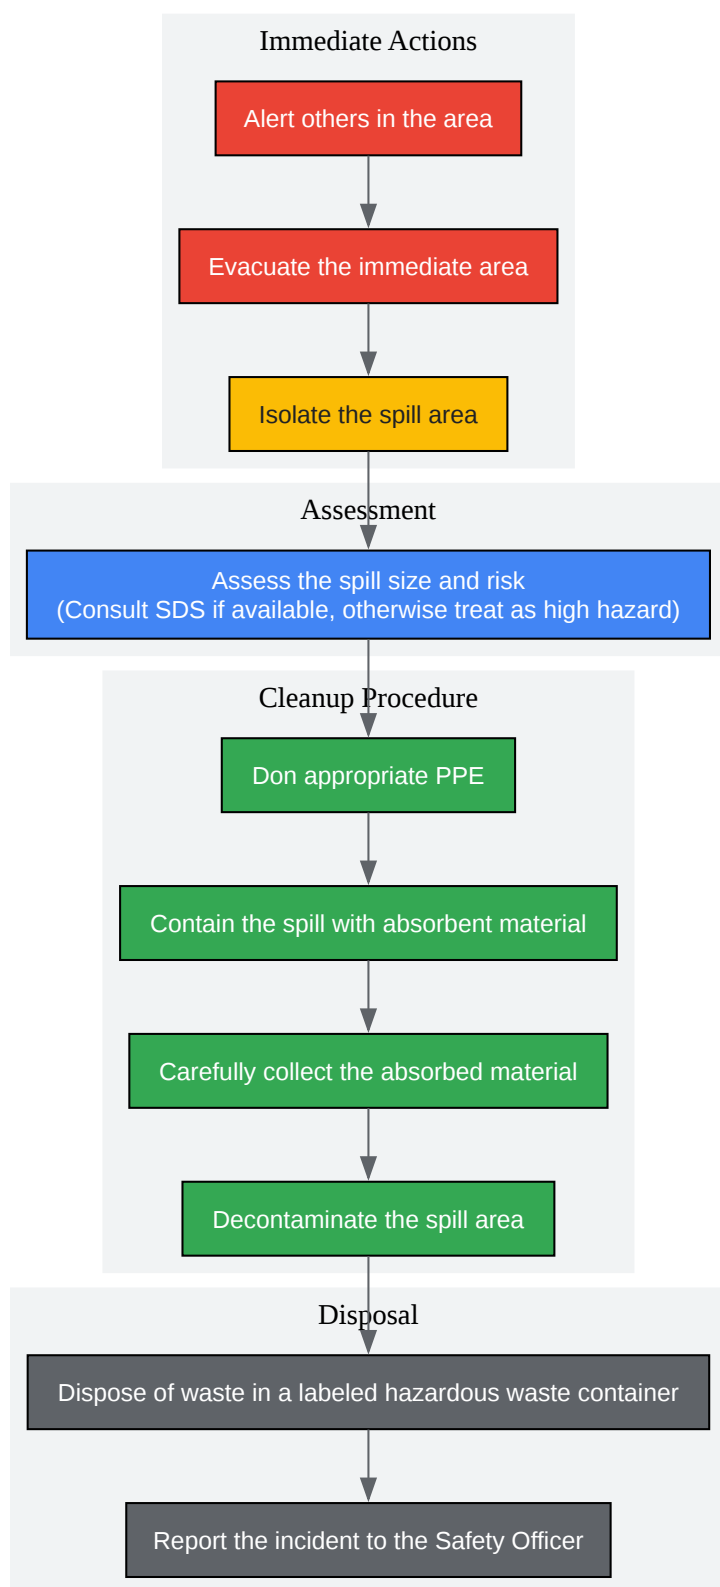 Immediate Actions
Alert others in the area
Evacuate the immediate area
Isolate the spill area
Assessment
Assess the spill size and risk
(Consult SDS if available, otherwise treat as high hazard)
Cleanup Procedure
Don appropriate PPE
Contain the spill with absorbent material
Carefully collect the absorbed material
Decontaminate the spill area
Disposal
Dispose of waste in a labeled hazardous waste container
Report the incident to the Safety Officer